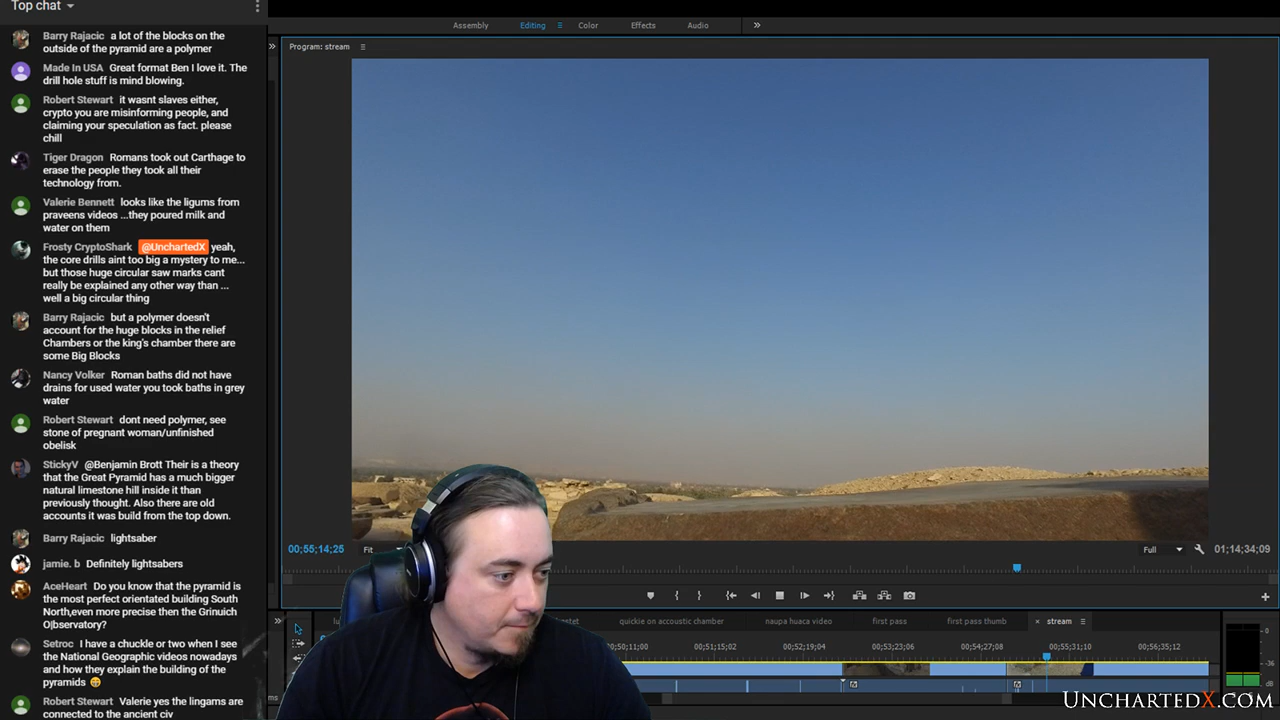 Top chat
Barry Rajacic a lot of the blocks on the
outside of the pyramid are a polymer
Made In USA Great format Ben I love it. The
drill hole stuff is mind blowing.
Robert Stewart it wasnt slaves either,
crypto you are misinforming people, and
claiming your speculation as fact. please
chill
Tiger Dragon Romans took out Carthage to
erase the people they took all their
technology from.
Valerie Bennett looks like the ligums from
praveens videos ...they poured milk and
water on them
Frosty CryptoShark @UnchartedX yeah,
the core drills aint too big a mystery to me...
but those huge circular saw marks cant
really be explained any other way than ...
well a big circular thing
Barry Rajacic but a polymer doesn't
account for the huge blocks in the relief
Chambers or the king's chamber there are
some Big Blocks
Nancy Volker Roman baths did not have
drains for used water you took baths in grey
water
Robert Stewart dont need polymer, see
stone of pregnant woman/unfinished
obelisk
StickyV @Benjamin Brott Their is a theory
that the Great Pyramid has a much bigger
natural limestone hill inside it than
previously thought. Also there are old
accounts it was build from the top down.
Barry Rajacic lightsaber
jamie. b Definitely lightsabers
AceHeart Do you know that the pyramid is
the most perfect orientated building South
North,even more precise then the Grinuich
O|bservatory?
Setroc I have a chuckle or two when I see
the National Geographic videos nowadays
and how they explain the building of the
pyramids 😁
Robert Stewart Valerie yes the lingams are
connected to the ancient civ
Assembly Editing Color Effects Audio
Program: stream
00;55;14;25 Fit Full 01;14;34;09
quickie on accoustic chamber naupa huaca video first pass first pass thumb × stream
00;51;15;02 00;52;19;04 00;53;23;06 00;54;27;08 00;55;31;10 00;56;35;12
0
-36
dB
UNCHARTEDX.COM